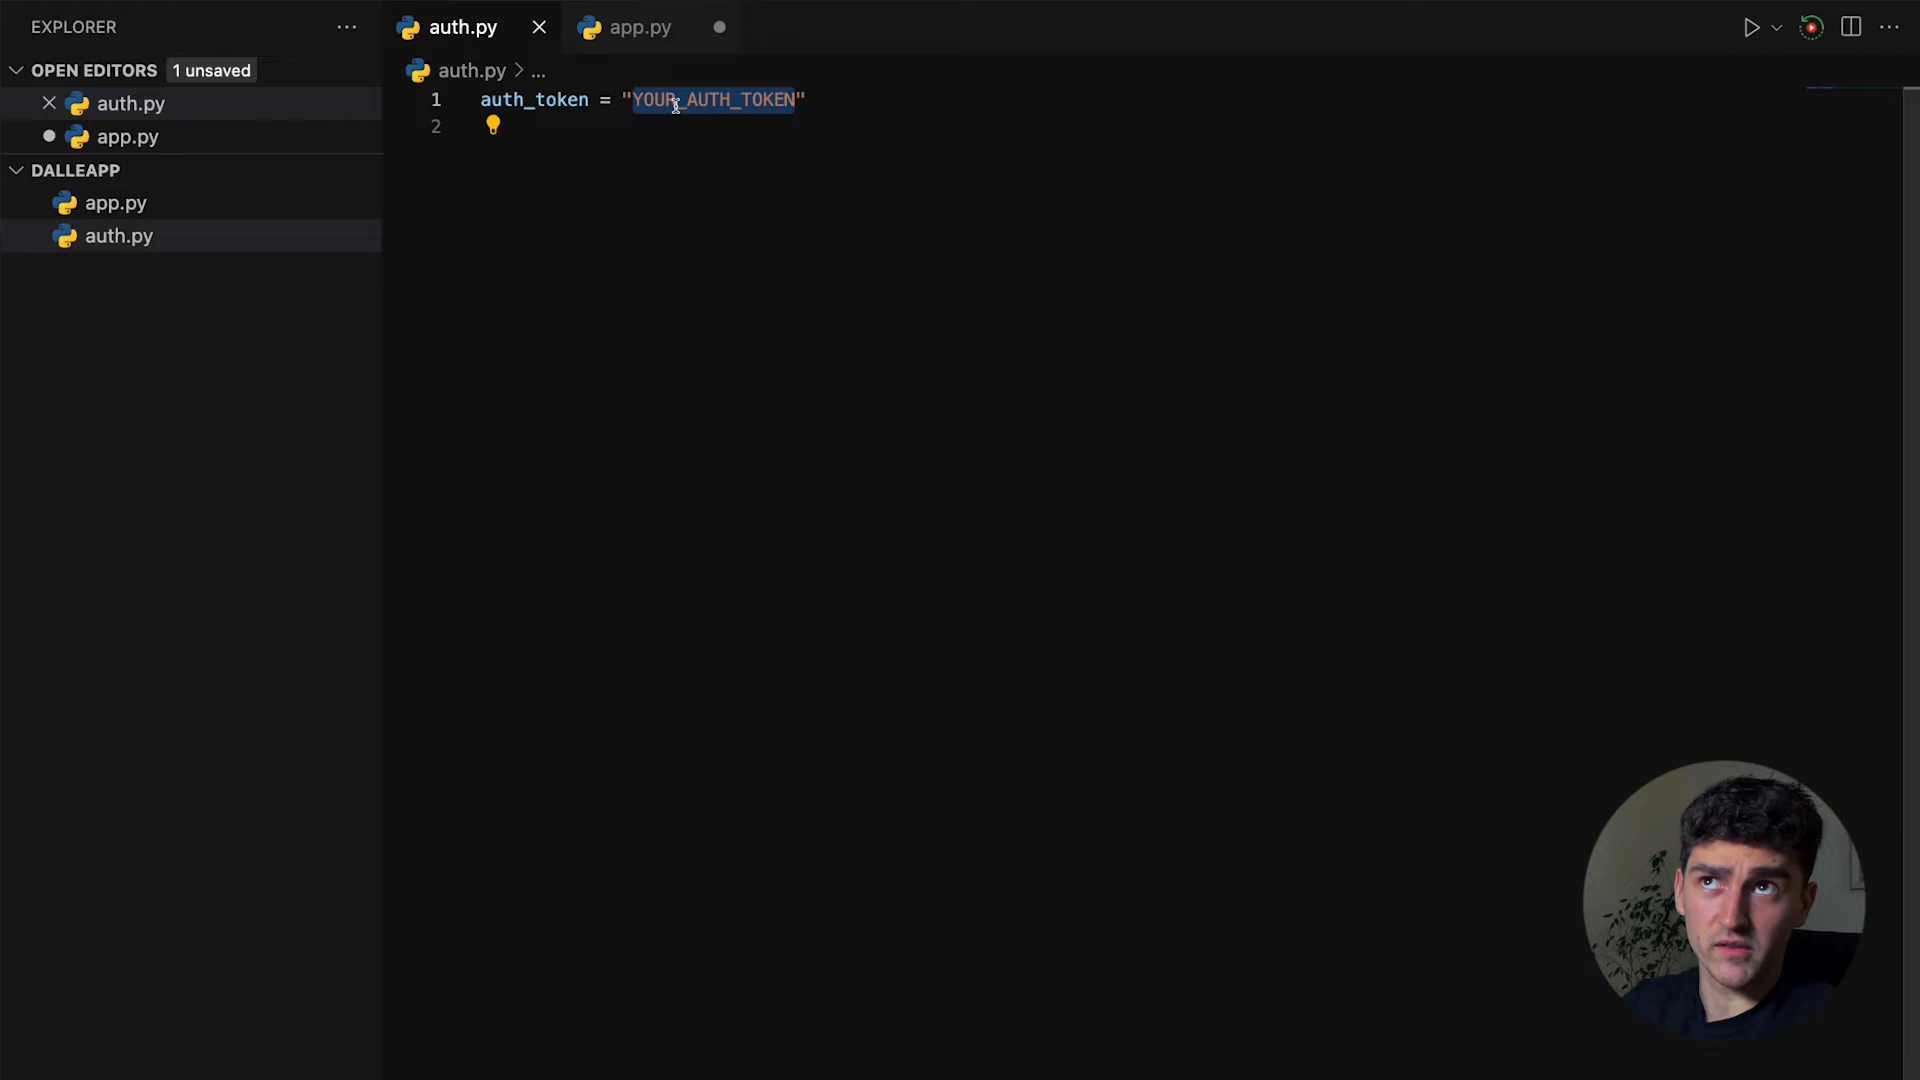 EXPLORER
auth.py
app.py
OPEN EDITORS 1 unsaved
auth.py > ...
auth.py
1 auth_token = "YOUR_AUTH_TOKEN"
app.py
2
DALLEAPP
app.py
auth.py